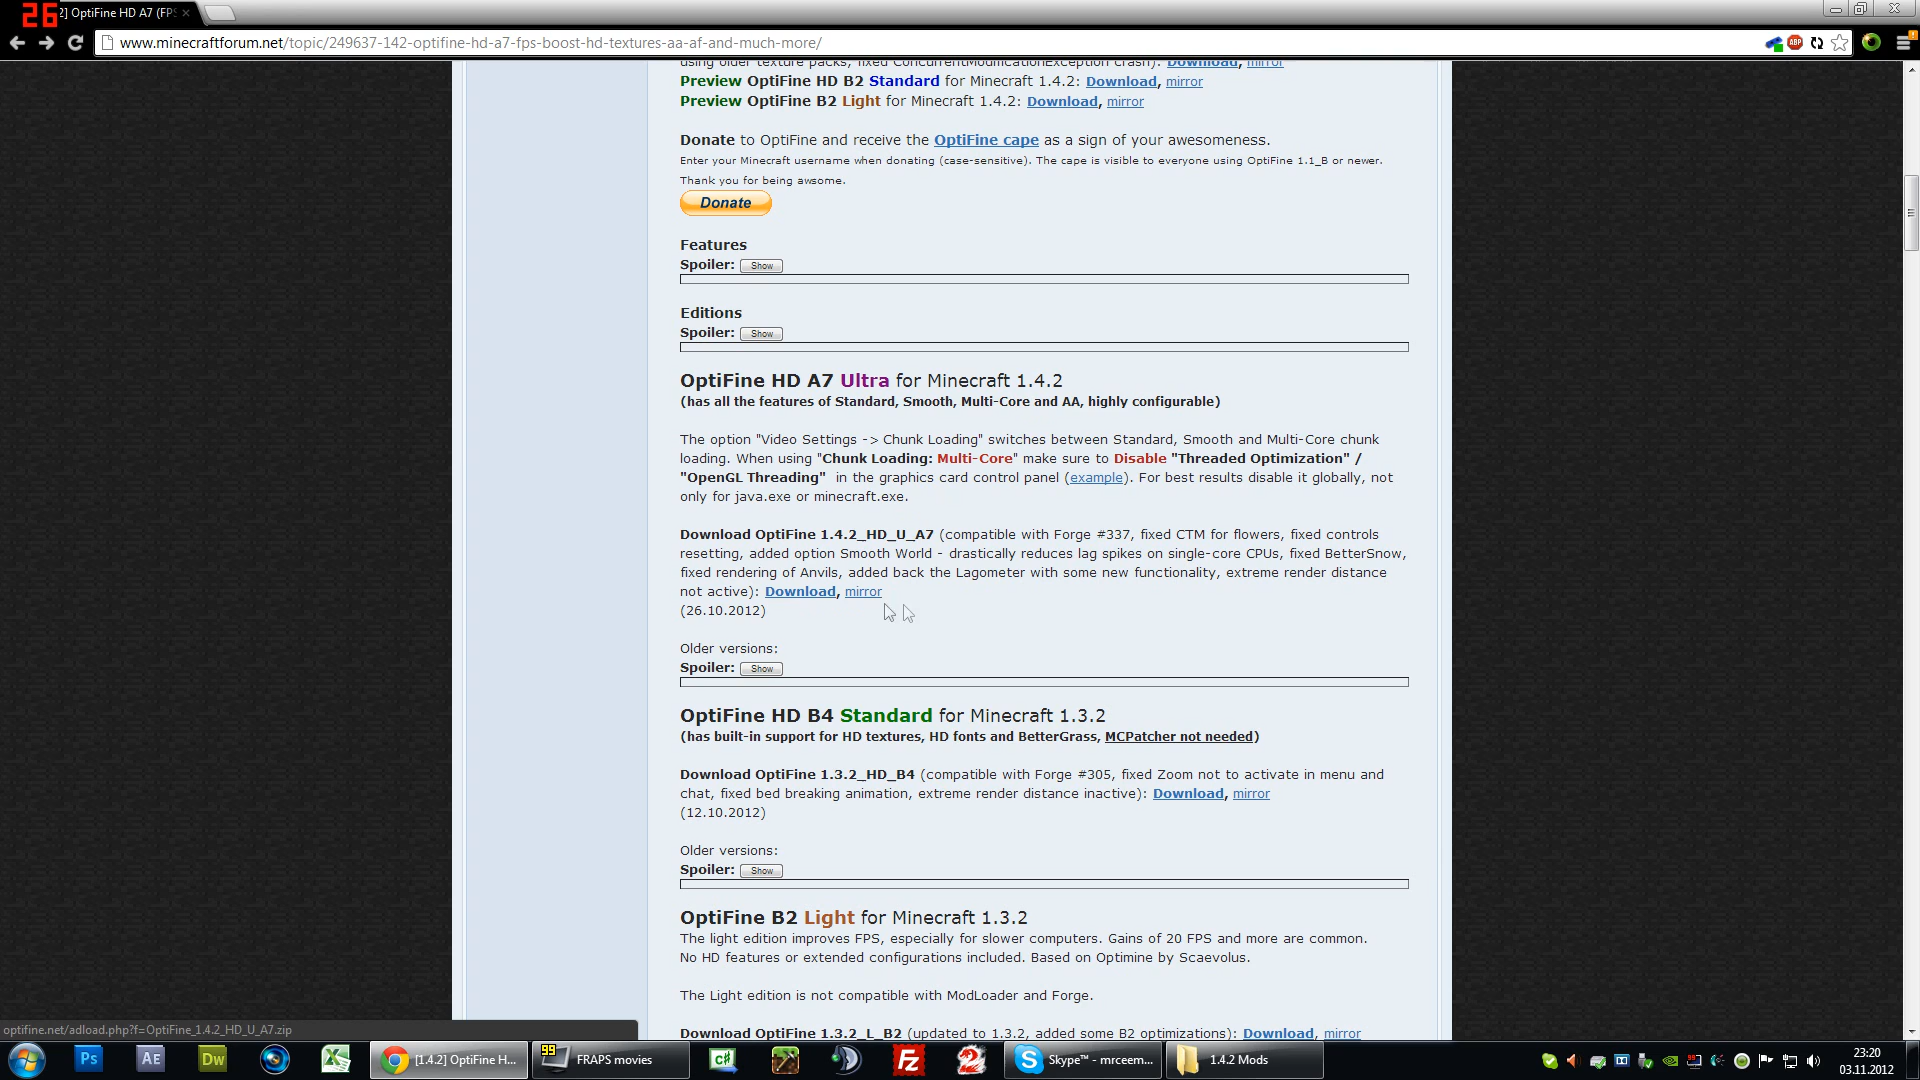 26
2] OptiFine HD A7 (FPS
www.minecraftforum.net/topic/249637-142-optifine-hd-a7-fps-boost-hd-textures-aa-af-and-much-more/
ABP
using older texture packs, fixed ConcurrentModificationException crash): Download, mirror
Preview OptiFine HD B2 Standard for Minecraft 1.4.2: Download, mirror
Preview OptiFine B2 Light for Minecraft 1.4.2: Download, mirror
Donate to OptiFine and receive the OptiFine cape as a sign of your awesomeness.
Enter your Minecraft username when donating (case-sensitive). The cape is visible to everyone using OptiFine 1.1_B or newer.
Thank you for being awsome.
Donate
Features
Spoiler: Show
Editions
Spoiler: Show
OptiFine HD A7 Ultra for Minecraft 1.4.2
(has all the features of Standard, Smooth, Multi-Core and AA, highly configurable)
The option "Video Settings -> Chunk Loading" switches between Standard, Smooth and Multi-Core chunk
loading. When using "Chunk Loading: Multi-Core" make sure to Disable "Threaded Optimization" /
"OpenGL Threading" in the graphics card control panel (example). For best results disable it globally, not
only for java.exe or minecraft.exe.
Download OptiFine 1.4.2_HD_U_A7 (compatible with Forge #337, fixed CTM for flowers, fixed controls
resetting, added option Smooth World - drastically reduces lag spikes on single-core CPUs, fixed BetterSnow,
fixed rendering of Anvils, added back the Lagometer with some new functionality, extreme render distance
not active): Download, mirror
(26.10.2012)
Older versions:
Spoiler: Show
OptiFine HD B4 Standard for Minecraft 1.3.2
(has built-in support for HD textures, HD fonts and BetterGrass, MCPatcher not needed)
Download OptiFine 1.3.2_HD_B4 (compatible with Forge #305, fixed Zoom not to activate in menu and
chat, fixed bed breaking animation, extreme render distance inactive): Download, mirror
(12.10.2012)
Older versions:
Spoiler: Show
OptiFine B2 Light for Minecraft 1.3.2
The light edition improves FPS, especially for slower computers. Gains of 20 FPS and more are common.
No HD features or extended configurations included. Based on Optimine by Scaevolus.
The Light edition is not compatible with ModLoader and Forge.
Download OptiFine 1.3.2_L_B2 (updated to 1.3.2, added some B2 optimizations): Download, mirror
optifine.net/adload.php?f=OptiFine_1.4.2_HD_U_A7.zip
Ps
AE
Dw
[1.4.2] OptiFine H...
99
FRAPS movies
C#
Fz
2
Skype™ - mrceem...
1.4.2 Mods
23:20
03.11.2012